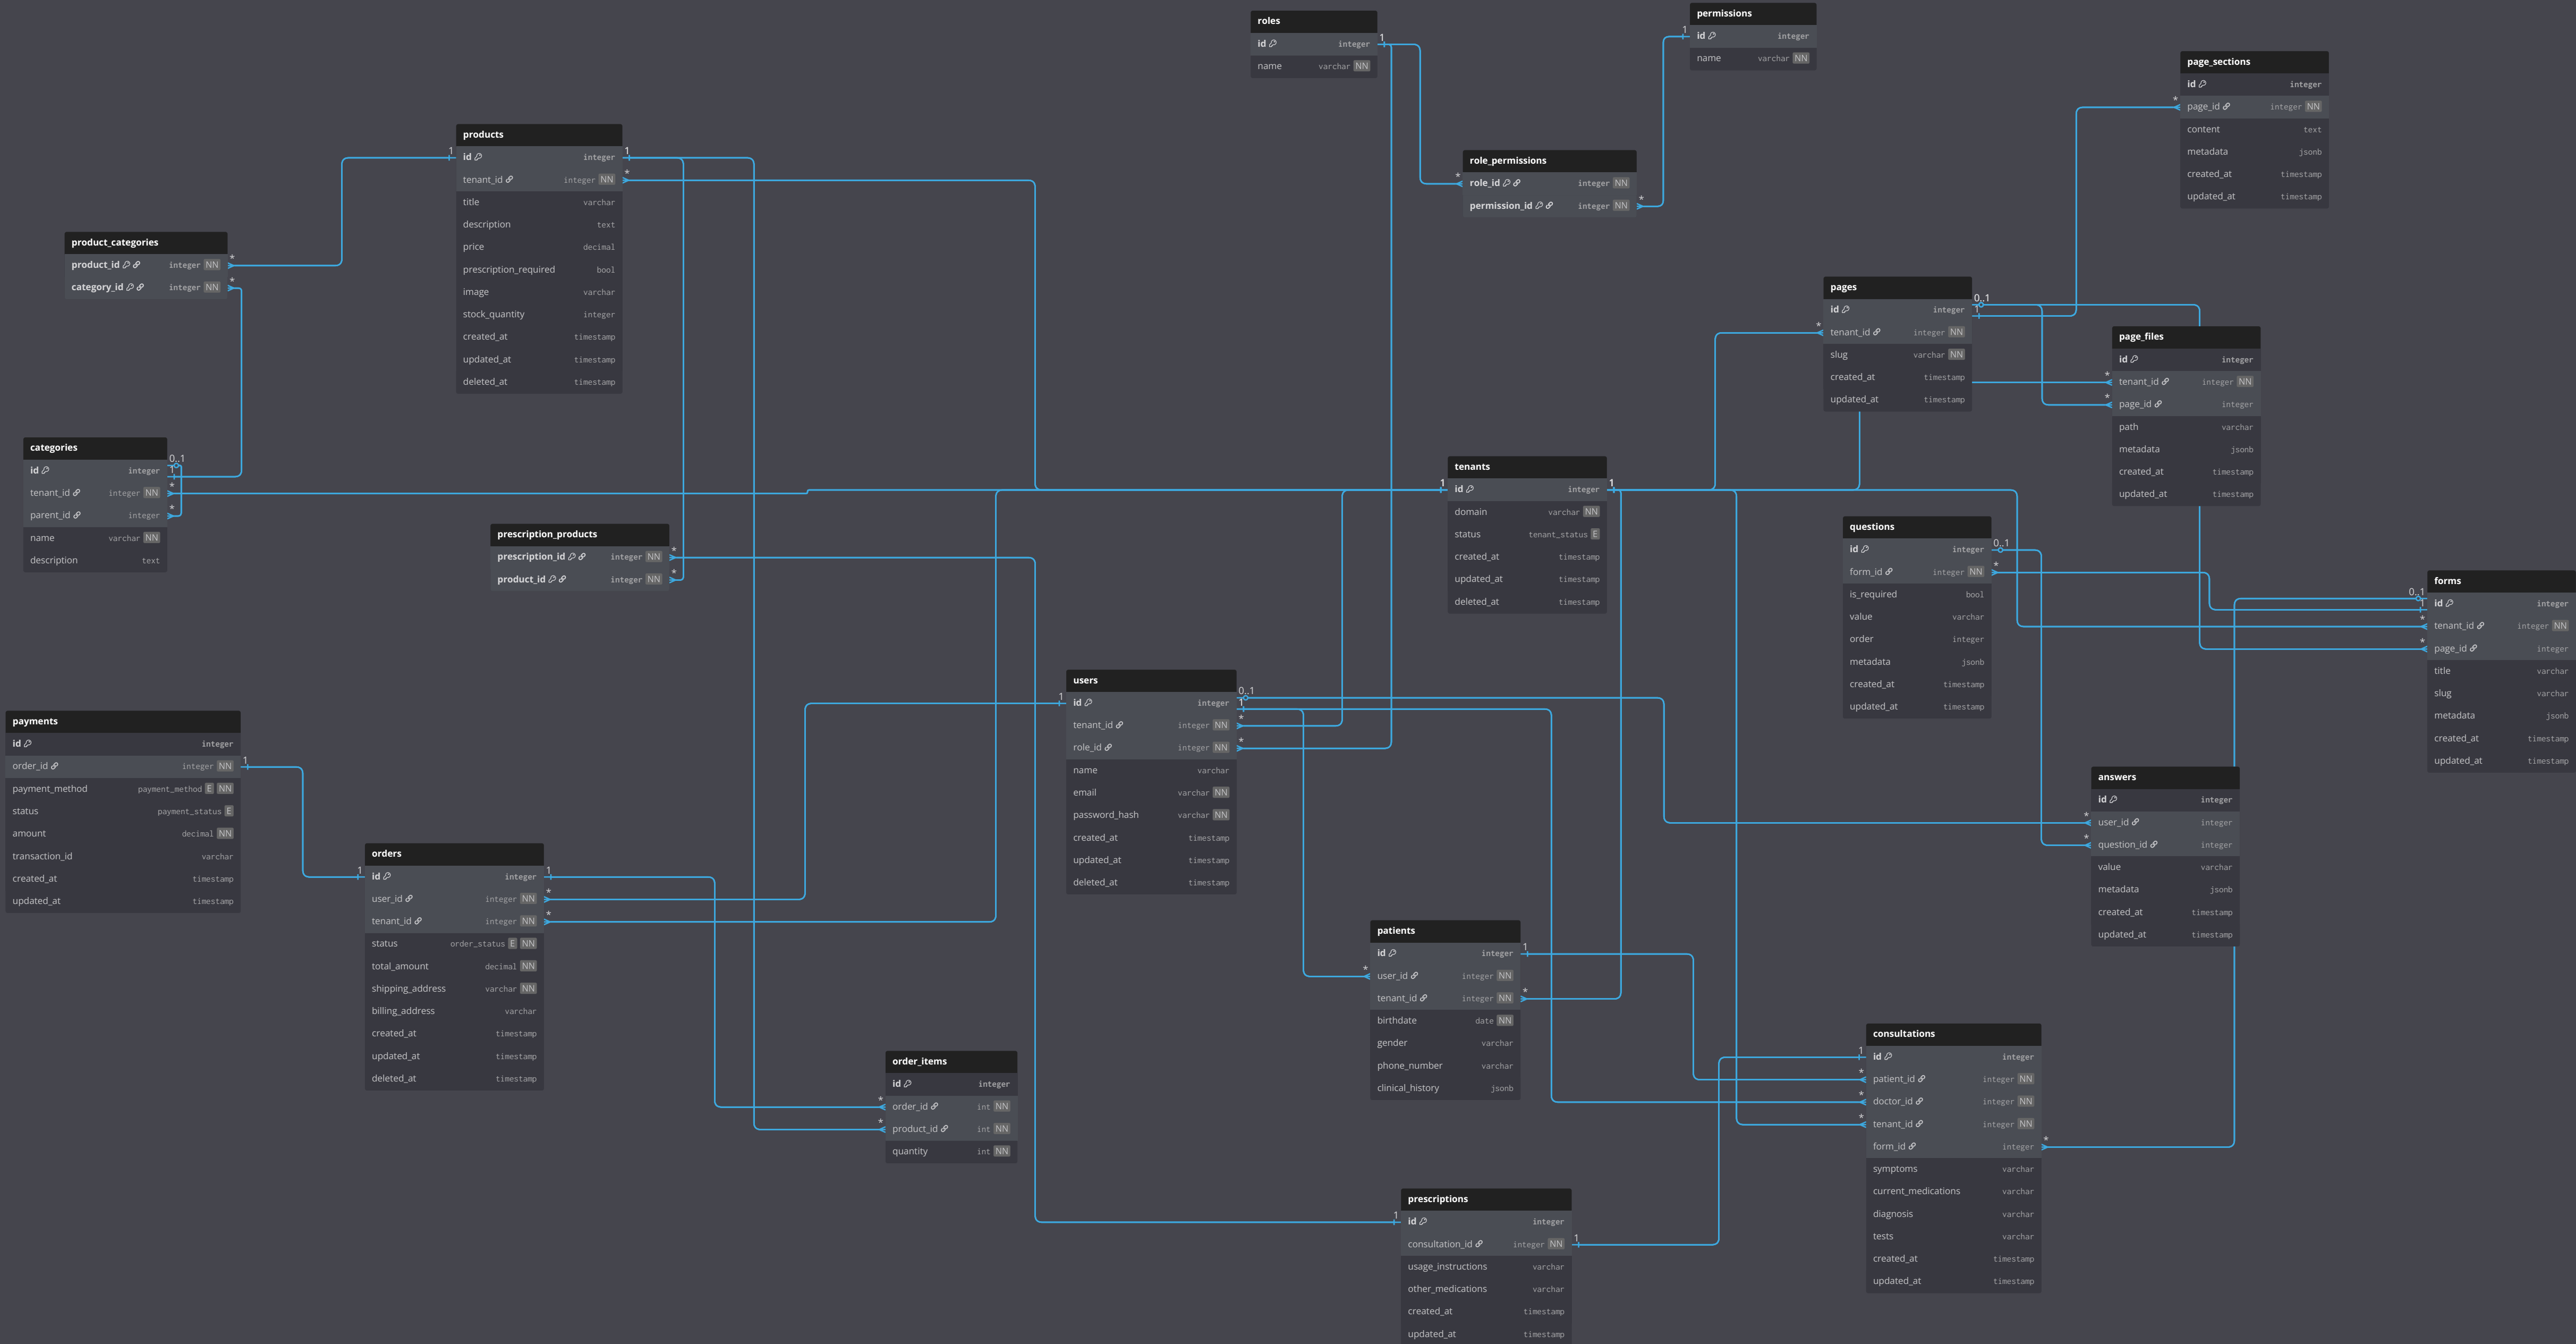 roles
id integer
name varchar NN
permissions
id integer
name varchar NN
page_sections
id integer
page_id integer NN
content text
metadata jsonb
created_at timestamp
updated_at timestamp
products
id integer
tenant_id integer NN
title varchar
description text
price decimal
prescription_required bool
image varchar
stock_quantity integer
created_at timestamp
updated_at timestamp
deleted_at timestamp
role_permissions
role_id integer NN
permission_id integer NN
product_categories
product_id integer NN
category_id integer NN
pages
id integer
tenant_id integer NN
slug varchar NN
created_at timestamp
updated_at timestamp
page_files
id integer
tenant_id integer NN
page_id integer
path varchar
metadata jsonb
created_at timestamp
updated_at timestamp
categories
id integer
tenant_id integer NN
parent_id integer
name varchar NN
description text
tenants
id integer
domain varchar NN
status tenant_status E
created_at timestamp
updated_at timestamp
deleted_at timestamp
prescription_products
prescription_id integer NN
product_id integer NN
questions
id integer
form_id integer NN
is_required bool
value varchar
order integer
metadata jsonb
created_at timestamp
updated_at timestamp
forms
id integer
tenant_id integer NN
page_id integer
title varchar
slug varchar
metadata jsonb
created_at timestamp
updated_at timestamp
users
id integer
tenant_id integer NN
role_id integer NN
name varchar
email varchar NN
password_hash varchar NN
created_at timestamp
updated_at timestamp
deleted_at timestamp
payments
id integer
order_id integer NN
payment_method payment_method E NN
status payment_status E
amount decimal NN
transaction_id varchar
created_at timestamp
updated_at timestamp
answers
id integer
user_id integer
question_id integer
value varchar
metadata jsonb
created_at timestamp
updated_at timestamp
orders
id integer
user_id integer NN
tenant_id integer NN
status order_status E NN
total_amount decimal NN
shipping_address varchar NN
billing_address varchar
created_at timestamp
updated_at timestamp
deleted_at timestamp
patients
id integer
user_id integer NN
tenant_id integer NN
birthdate date NN
gender varchar
phone_number varchar
clinical_history jsonb
consultations
id integer
patient_id integer NN
doctor_id integer NN
tenant_id integer NN
form_id integer
symptoms varchar
current_medications varchar
diagnosis varchar
tests varchar
created_at timestamp
updated_at timestamp
order_items
id integer
order_id int NN
product_id int NN
quantity int NN
prescriptions
id integer
consultation_id integer NN
usage_instructions varchar
other_medications varchar
created_at timestamp
updated_at timestamp